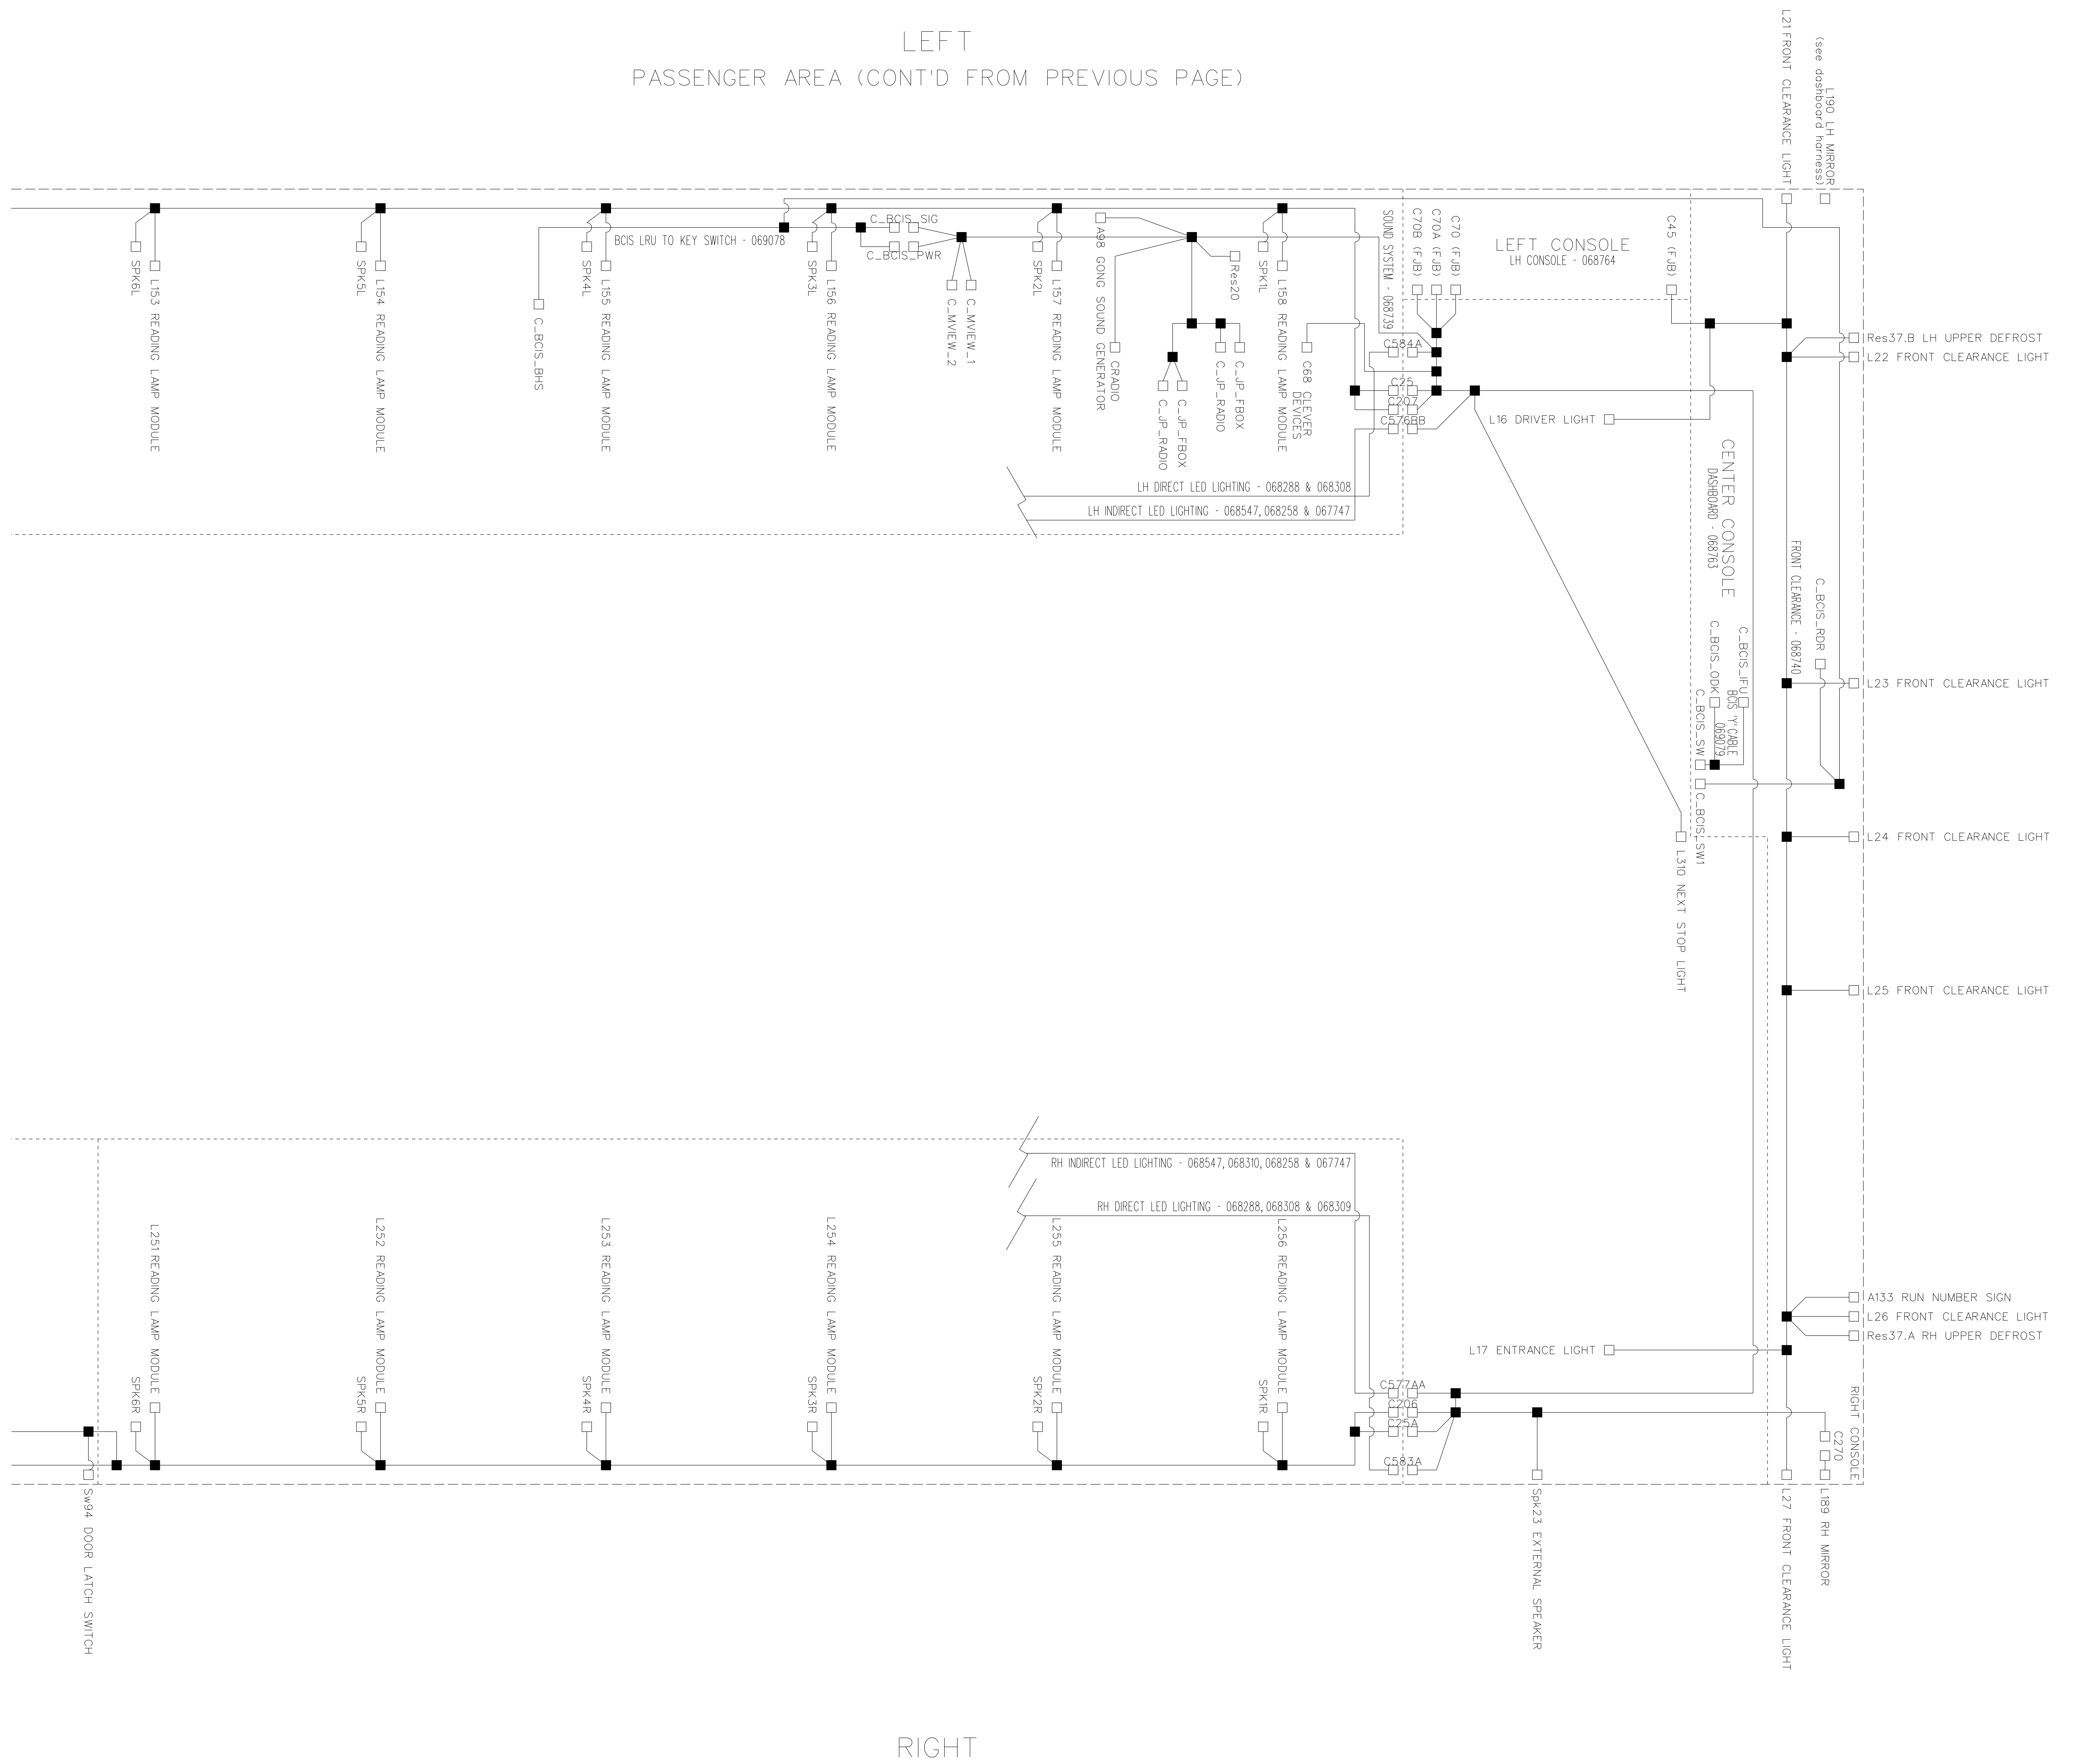 LEFT
PASSENGER AREA (CONT'D FROM PREVIOUS PAGE)
L21 FRONT CLEARANCE LIGHT
L190 LH MIRROR
(see dashboard harness)
SPK6L
L153 READING LAMP MODULE
SPK5L
L154 READING LAMP MODULE
C_BCIS_BHS
SPK4L
L155 READING LAMP MODULE
BCIS LRU TO KEY SWITCH - 069078
SPK3L
L156 READING LAMP MODULE
C_BCIS_SIG
C_BCIS_PWR
C_MVIEW_2
C_MVIEW_1
SPK2L
L157 READING LAMP MODULE
A98 GONG SOUND GENERATOR
CRADIO
C_JP_RADIO
C_JP_FBOX
C_JP_RADIO
C_JP_FBOX
Res20
SPK1L
L158 READING LAMP MODULE
C68 CLEVER
DEVICES
SOUND SYSTEM - 068739
C70B (FJB)
C70A (FJB)
C70 (FJB)
C584A
C25
C207
C576BB
LEFT CONSOLE
LH CONSOLE - 068764
C45 (FJB)
L16 DRIVER LIGHT
Res37.B LH UPPER DEFROST
L22 FRONT CLEARANCE LIGHT
LH DIRECT LED LIGHTING - 068288 & 068308
LH INDIRECT LED LIGHTING - 068547, 068258 & 067747
CENTER CONSOLE
DASHBOARD - 068763
FRONT CLEARANCE - 068740
C_BCIS_RDR
C_BCIS_IFU
C_BCIS_ODK
BCIS 'Y' CABLE
069079
C_BCIS_SW
C_BCIS_SW1
L23 FRONT CLEARANCE LIGHT
L24 FRONT CLEARANCE LIGHT
L310 NEXT STOP LIGHT
L25 FRONT CLEARANCE LIGHT
RH INDIRECT LED LIGHTING - 068547, 068310, 068258 & 067747
RH DIRECT LED LIGHTING - 068288, 068308 & 068309
SPK6R
L251 READING LAMP MODULE
SPK5R
L252 READING LAMP MODULE
SPK4R
L253 READING LAMP MODULE
SPK3R
L254 READING LAMP MODULE
SPK2R
L255 READING LAMP MODULE
SPK1R
L256 READING LAMP MODULE
A133 RUN NUMBER SIGN
L26 FRONT CLEARANCE LIGHT
Res37.A RH UPPER DEFROST
L17 ENTRANCE LIGHT
C577AA
C206
C25A
C583A
RIGHT CONSOLE
C270
Sw94 DOOR LATCH SWITCH
Spk23 EXTERNAL SPEAKER
L27 FRONT CLEARANCE LIGHT
L189 RH MIRROR
RIGHT